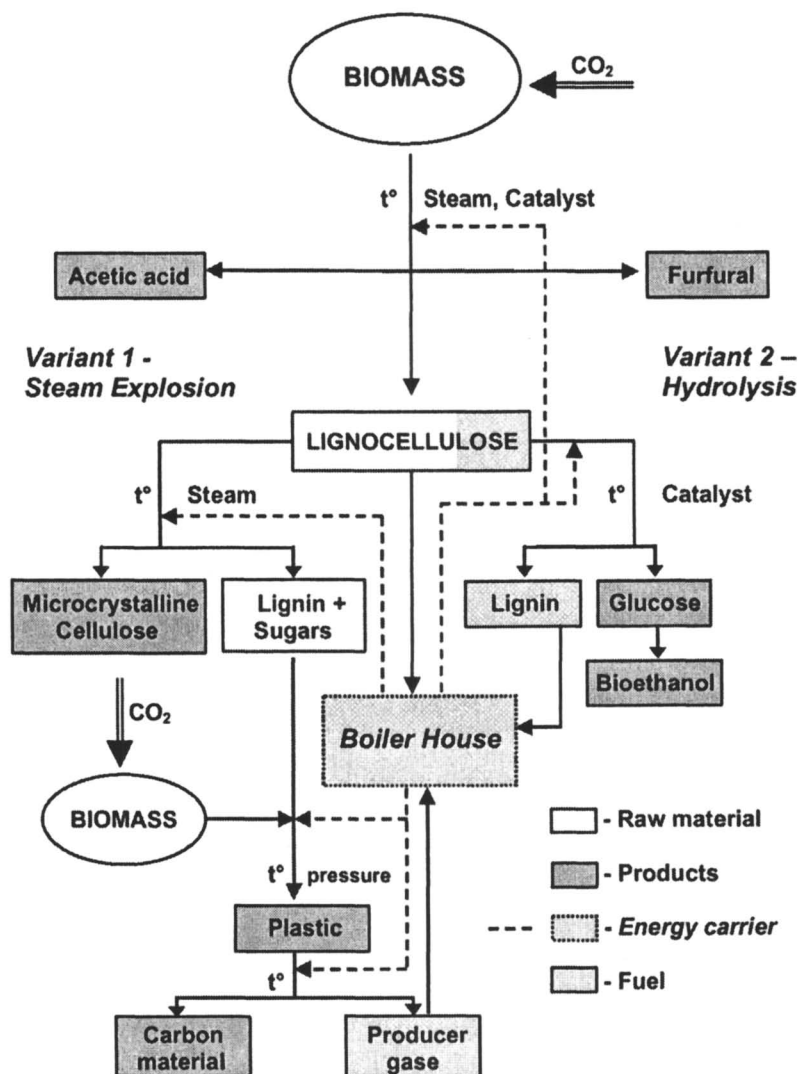 BIOMASS
CO₂
t°
Steam, Catalyst
Acetic acid
Furfural
Variant 1 -
Steam Explosion
Variant 2 –
Hydrolysis
LIGNOCELLULOSE
t°
Steam
t°
Catalyst
Microcrystalline
Cellulose
Lignin +
Sugars
Lignin
Glucose
Bioethanol
CO₂
Boiler House
BIOMASS
t°
pressure
Plastic
t°
Carbon
material
Producer
gase
- Raw material
- Products
- Energy carrier
- Fuel